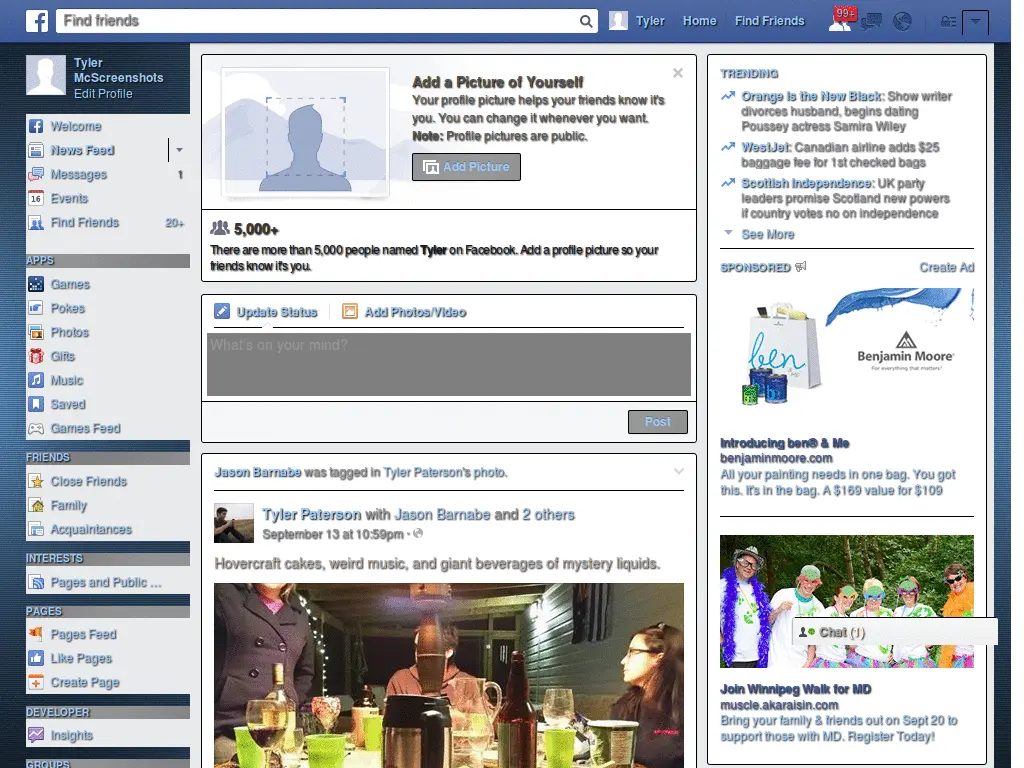 Find friends
Tyler
Home
Find Friends
99+
Tyler
McScreenshots
Edit Profile
Welcome
News Feed
Messages
1
16
Events
Find Friends
20+
APPS
Games
Pokes
Photos
Gifts
Music
Saved
Games Feed
FRIENDS
Close Friends
Family
Acquaintances
INTERESTS
Pages and Public ...
PAGES
Pages Feed
Like Pages
Create Page
DEVELOPER
Insights
GROUPS
Add a Picture of Yourself
Your profile picture helps your friends know it's
you. You can change it whenever you want.
Note: Profile pictures are public.
Add Picture
5,000+
There are more than 5,000 people named Tyler on Facebook. Add a profile picture so your
friends know it's you.
Update Status
Add Photos/Video
What's on your mind?
Post
Jason Barnabe was tagged in Tyler Paterson's photo.
Tyler Paterson with Jason Barnabe and 2 others
September 13 at 10:59pm ·
Hovercraft cakes, weird music, and giant beverages of mystery liquids.
TRENDING
Orange Is the New Black: Show writer
divorces husband, begins dating
Poussey actress Samira Wiley
WestJet: Canadian airline adds $25
baggage fee for 1st checked bags
Scottish Independence: UK party
leaders promise Scotland new powers
if country votes no on independence
See More
SPONSORED
Create Ad
ben
Benjamin Moore®
For everything that matters.®
Introducing ben® & Me
benjaminmoore.com
All your painting needs in one bag. You got
this. It's in the bag. A $169 value for $109
Chat (1)
Join Winnipeg Walk for MD
muscle.akaraisin.com
Bring your family & friends out on Sept 20 to
support those with MD. Register Today!